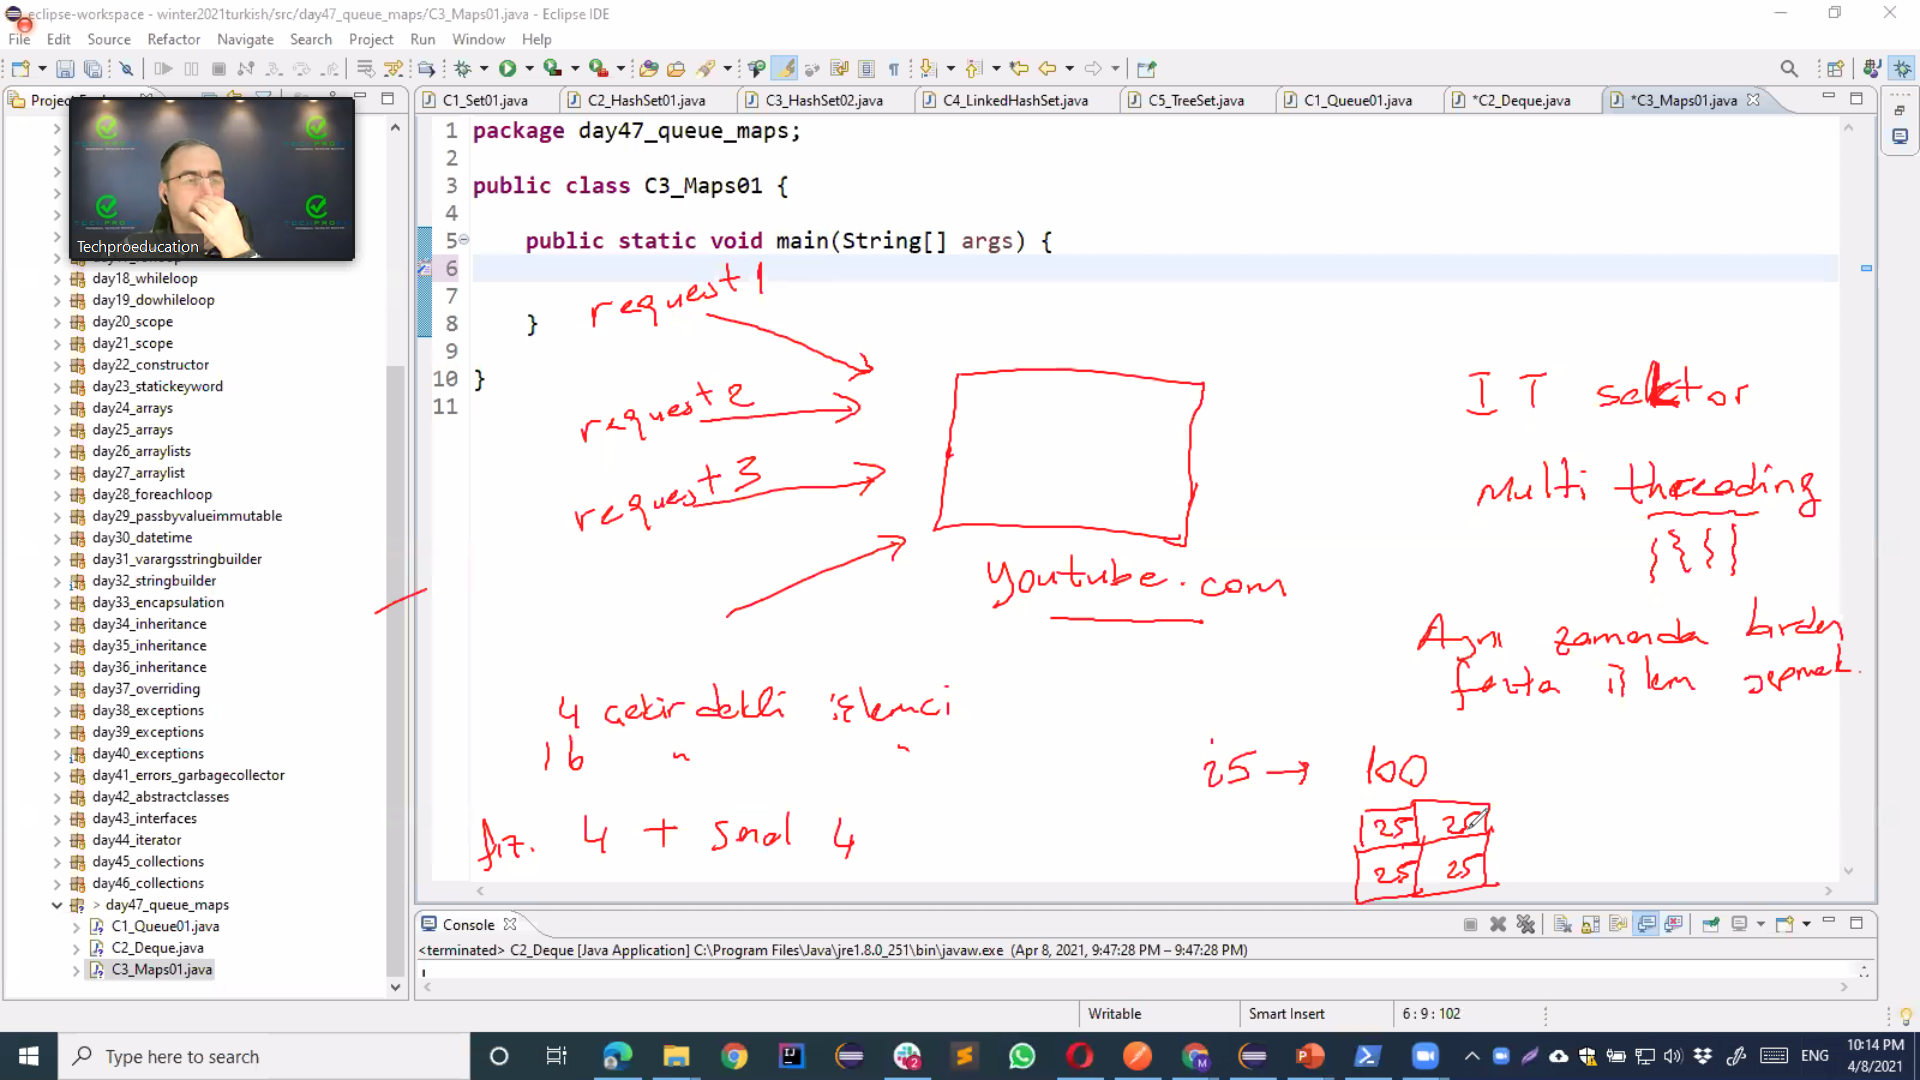 eclipse-workspace - winter2021turkish/src/day47_queue_maps/C3_Maps01.java - Eclipse IDE
File Edit Source Refactor Navigate Search Project Run Window Help
C1_Set01.java C2_HashSet01.java C3_HashSet02.java C4_LinkedHashSet.java C5_TreeSet.java C1_Queue01.java *C2_Deque.java *C3_Maps01.java
Techproeducation
day18_whileloop
day19_dowhileloop
day20_scope
day21_scope
day22_constructor
day23_statickeyword
day24_arrays
day25_arrays
day26_arraylists
day27_arraylist
day28_foreachloop
day29_passbyvalueimmutable
day30_datetime
day31_varargsstringbuilder
day32_stringbuilder
day33_encapsulation
day34_inheritance
day35_inheritance
day36_inheritance
day37_overriding
day38_exceptions
day39_exceptions
day40_exceptions
day41_errors_garbagecollector
day42_abstractclasses
day43_interfaces
day44_iterator
day45_collections
day46_collections
> day47_queue_maps
C1_Queue01.java
C2_Deque.java
C3_Maps01.java
1 package day47_queue_maps;
2
3 public class C3_Maps01 {
4
5 public static void main(String[] args) {
6
7
8 }
9
10 }
11
request 1
request 2
request 3
youtube.com
IT sektor
Multi threading
Aynı zamanda birden
fazla işlem yapmak.
4 çekirdekli işlemci
16 " "
fiz. 4 + sanal 4
i5 → 100
25 25
25 25
Console
<terminated> C2_Deque [Java Application] C:\Program Files\Java\jre1.8.0_251\bin\javaw.exe (Apr 8, 2021, 9:47:28 PM – 9:47:28 PM)
Writable Smart Insert 6 : 9 : 102
Type here to search
ENG
10:14 PM
4/8/2021